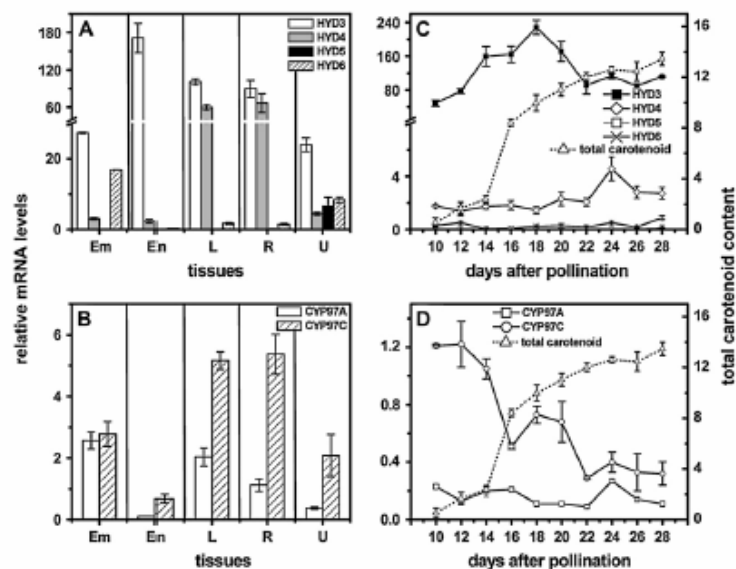 A
HYD3
HYD4
HYD5
HYD6
150
120
90
60
20
0
Em En L R U
tissues
B
CYP97A
CYP97C
6
4
2
0
Em En L R U
tissues
relative mRNA levels
C
240
200
160
120
80
4
2
0
16
12
8
4
0
HYD3
HYD4
HYD5
HYD6
total carotenoid
10 12 14 16 18 20 22 24 26 28
days after pollination
D
CYP97A
CYP97C
total carotenoid
1.2
0.8
0.4
0.0
16
12
8
4
0
10 12 14 16 18 20 22 24 26 28
days after pollination
total carotenoid content